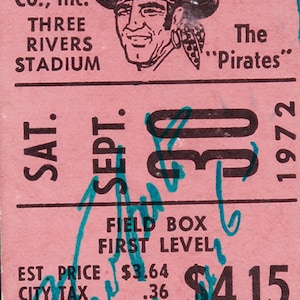 Co., Inc.
THREE
RIVERS
STADIUM
The
"Pirates"
SAT. SEPT. 30 1972
FIELD BOX
FIRST LEVEL
EST. PRICE $3.64
CITY TAX .36
$4.15